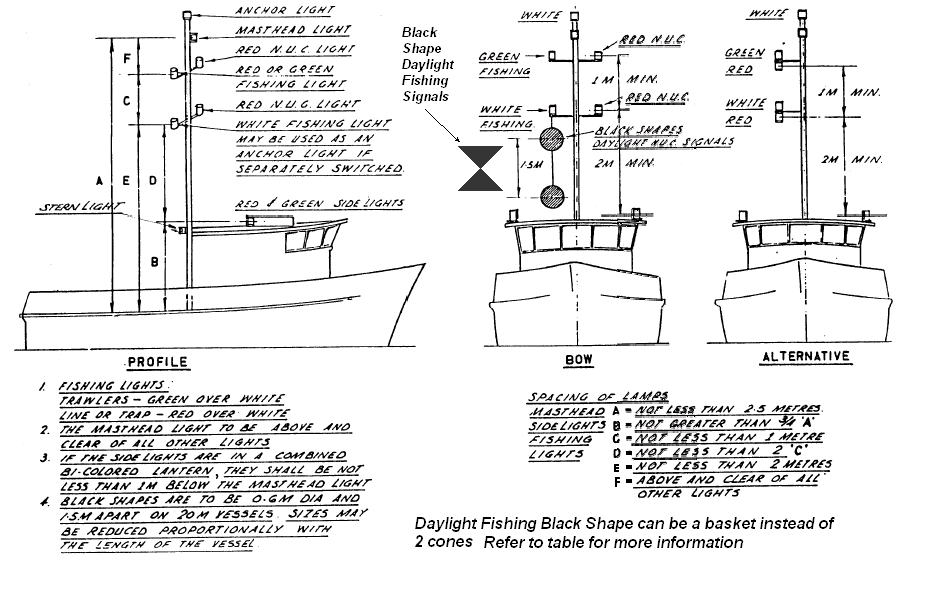 ANCHOR LIGHT
MASTHEAD LIGHT
RED N.U.C. LIGHT
RED OR GREEN
FISHING LIGHT
RED N.U.G. LIGHT
WHITE FISHING LIGHT
MAY BE USED AS AN
ANCHOR LIGHT IF
SEPARATELY SWITCHED.
RED & GREEN SIDE LIGHTS
STERN LIGHT
F
C
A
E
D
B
PROFILE
Black
Shape
Daylight
Fishing
Signals
WHITE
GREEN
FISHING
RED N.U.C.
1M MIN.
WHITE
FISHING
RED N.U.C.
BLACK SHAPES
DAYLIGHT N.U.C. SIGNALS
1.5M
2M MIN.
BOW
WHITE
GREEN
RED
1M MIN.
WHITE
RED
2M MIN.
ALTERNATIVE
1. FISHING LIGHTS:
TRAWLERS - GREEN OVER WHITE
LINE OR TRAP - RED OVER WHITE
2. THE MASTHEAD LIGHT TO BE ABOVE AND
CLEAR OF ALL OTHER LIGHTS
3. IF THE SIDE LIGHTS ARE IN A COMBINED
BI-COLORED LANTERN, THEY SHALL BE NOT
LESS THAN 1M BELOW THE MASTHEAD LIGHT
4. BLACK SHAPES ARE TO BE 0.6M DIA AND
1.5M APART ON 20M VESSELS. SIZES MAY
BE REDUCED PROPORTIONALLY WITH
THE LENGTH OF THE VESSEL.
SPACING OF LAMPS
MASTHEAD A = NOT LESS THAN 2.5 METRES.
SIDELIGHTS B = NOT GREATER THAN 3/4 'A'
FISHING C = NOT LESS THAN 1 METRE
LIGHTS D = NOT LESS THAN 2 'C'
E = NOT LESS THAN 2 METRES
F = ABOVE AND CLEAR OF ALL
OTHER LIGHTS
Daylight Fishing Black Shape can be a basket instead of
2 cones Refer to table for more information